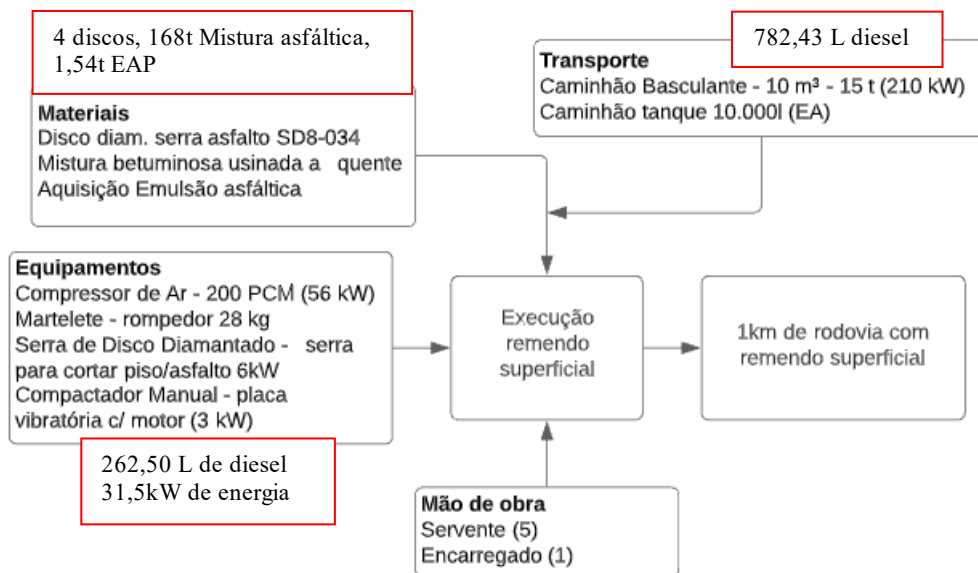 4 discos, 168t Mistura asfáltica,
1,54t EAP
Materiais
Disco diam. serra asfalto SD8-034
Mistura betuminosa usinada a quente
Aquisição Emulsão asfáltica
782,43 L diesel
Transporte
Caminhão Basculante - 10 m³ - 15 t (210 kW)
Caminhão tanque 10.000l (EA)
Equipamentos
Compressor de Ar - 200 PCM (56 kW)
Martelete - rompedor 28 kg
Serra de Disco Diamantado - serra
para cortar piso/asfalto 6kW
Compactador Manual - placa
vibratória c/ motor (3 kW)
262,50 L de diesel
31,5kW de energia
Execução
remendo
superficial
1km de rodovia com
remendo superficial
Mão de obra
Servente (5)
Encarregado (1)